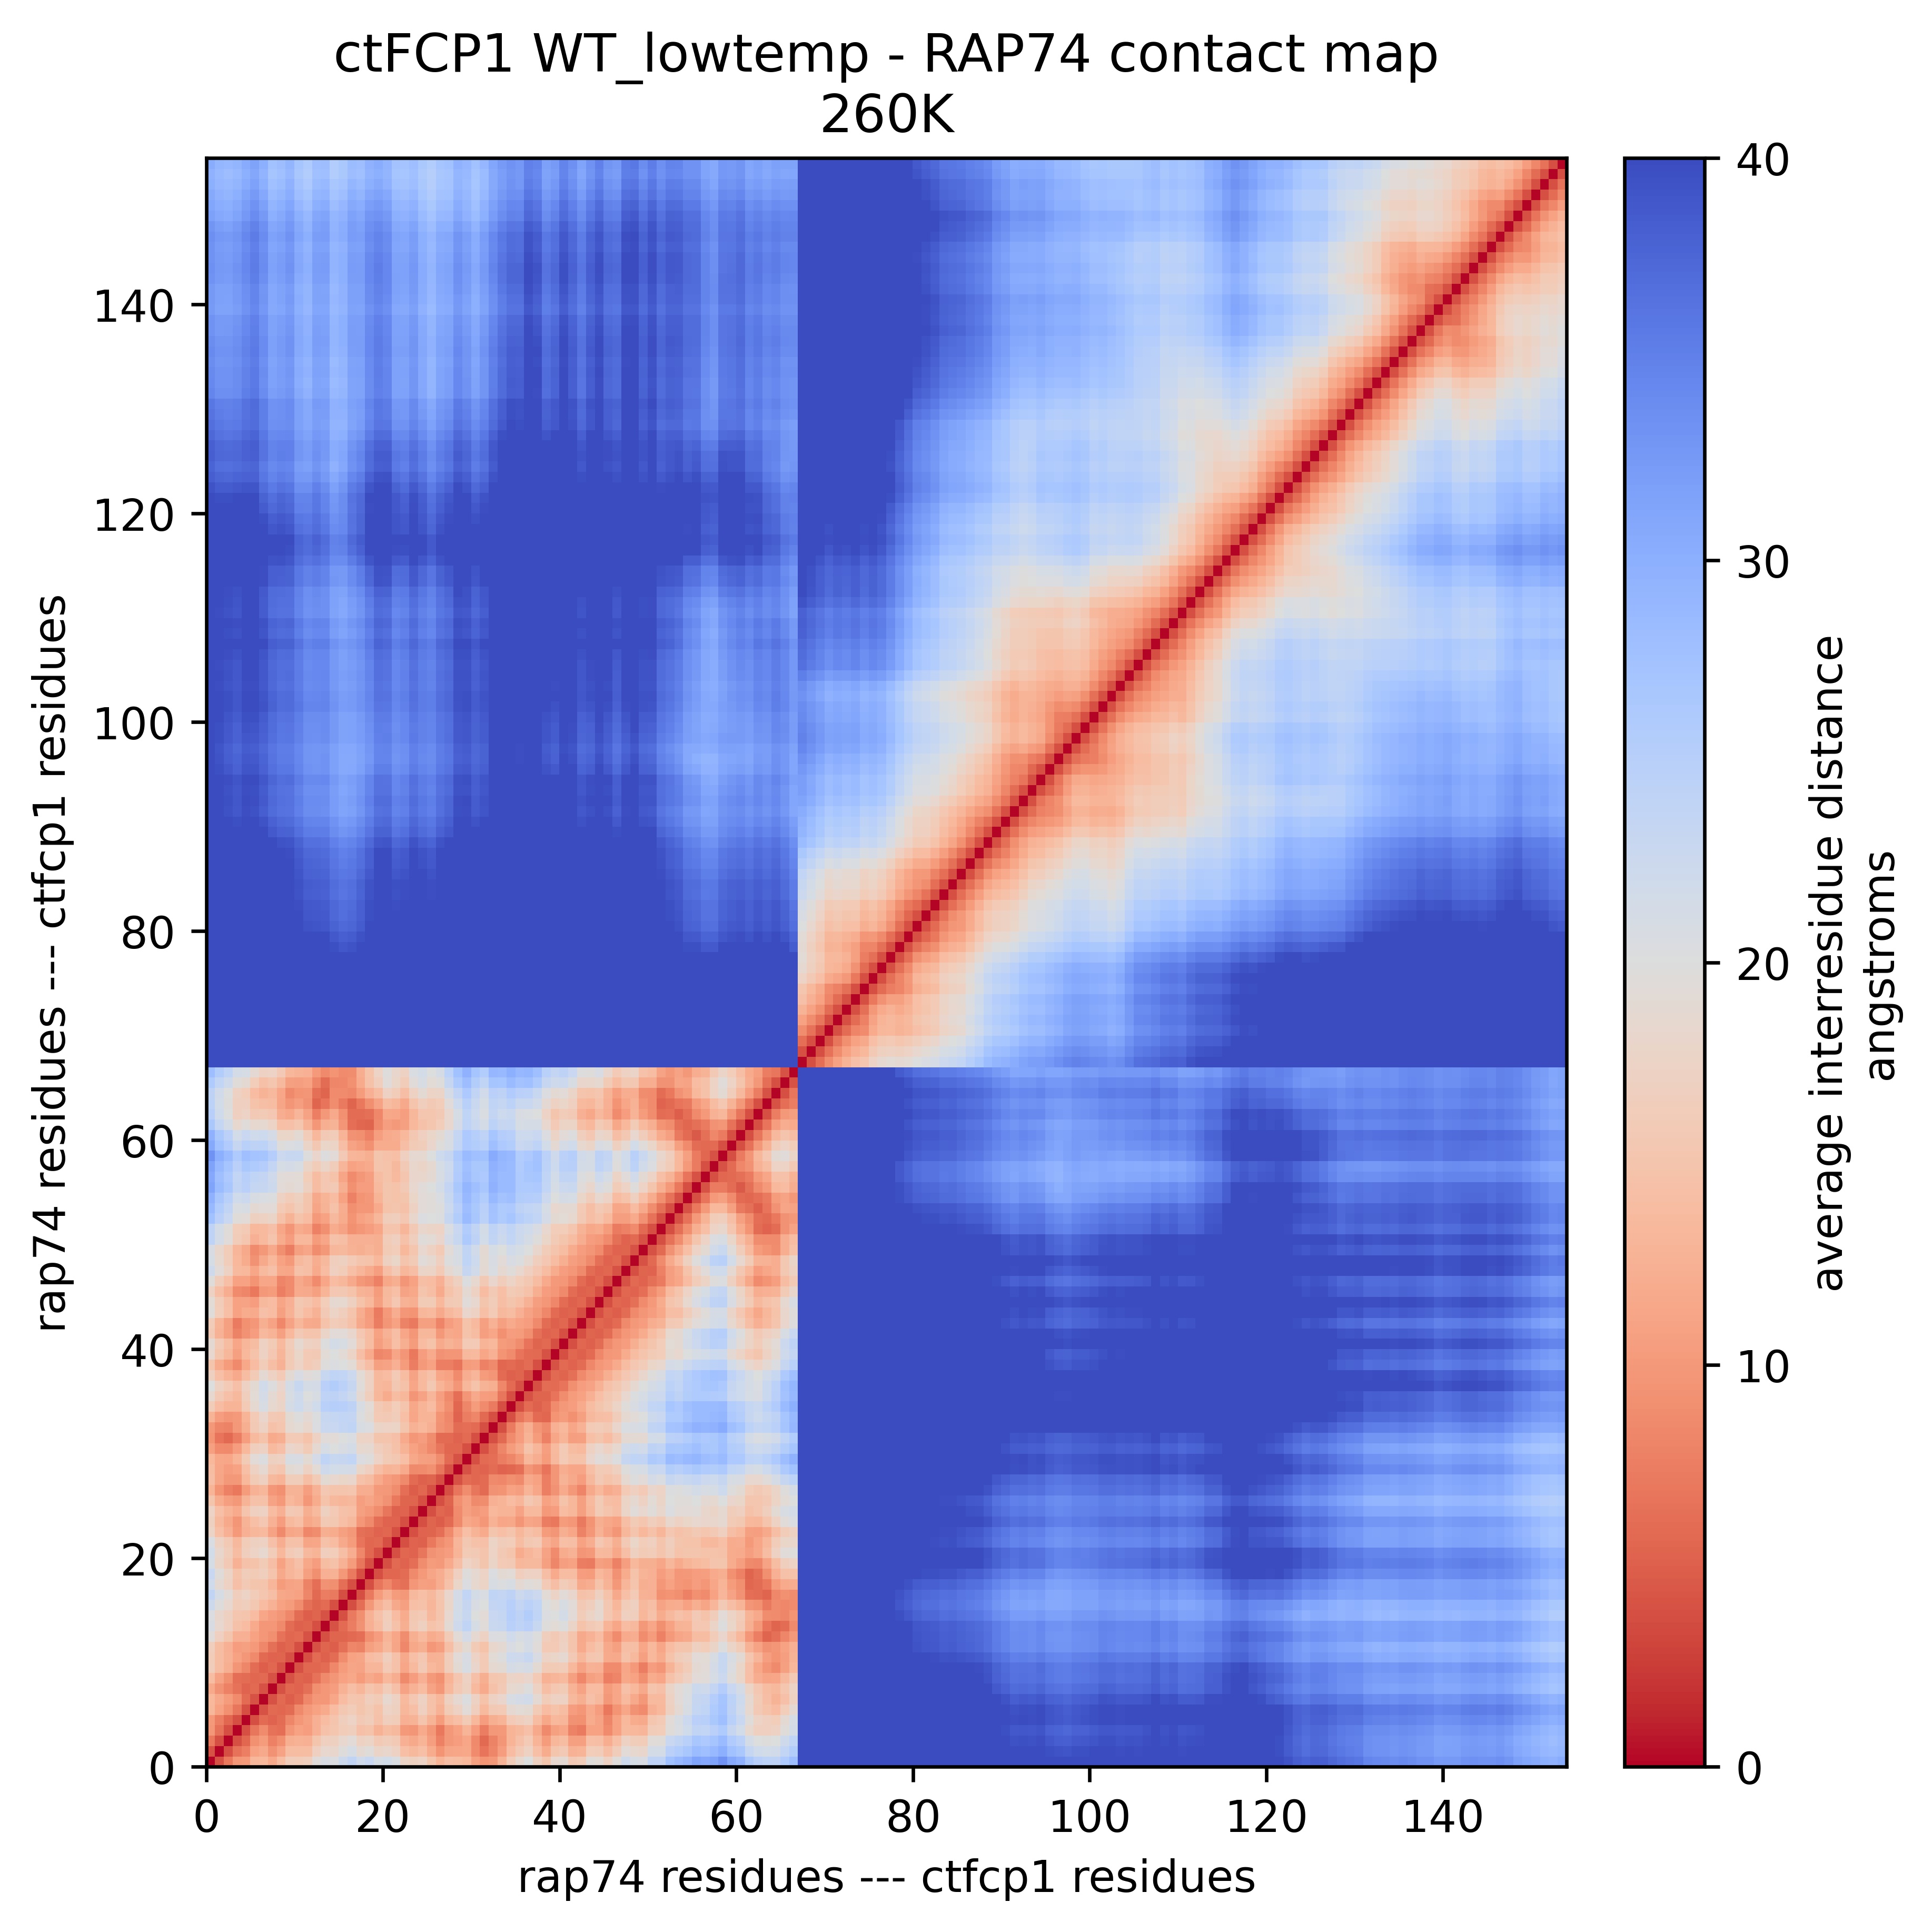 ctFCP1 WT_lowtemp - RAP74 contact map
260K
rap74 residues --- ctfcp1 residues
140
120
100
80
60
40
20
0
0 20 40 60 80 100 120 140
rap74 residues --- ctfcp1 residues
40
30
20
10
0
average interresidue distance
angstroms